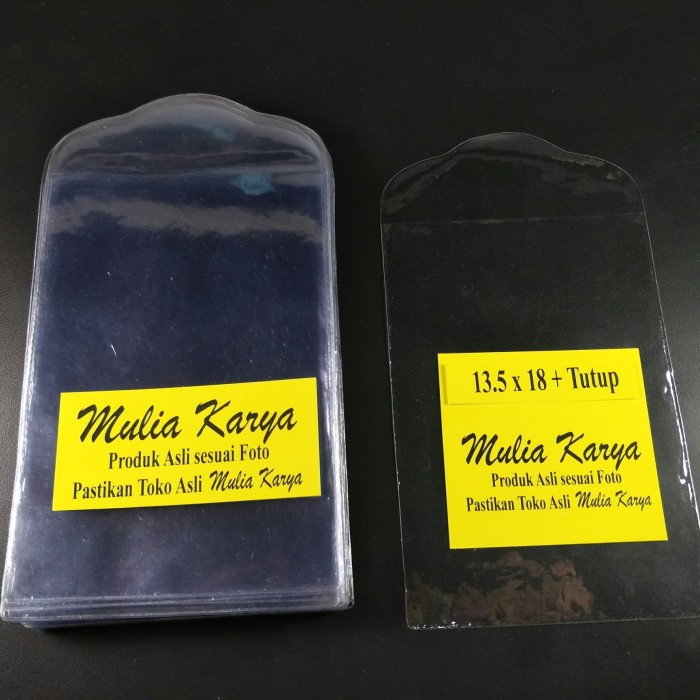 Mulia Karya
Produk Asli sesuai Foto
Pastikan Toko Asli Mulia Karya
13.5 x 18 + Tutup
Mulia Karya
Produk Asli sesuai Foto
Pastikan Toko Asli Mulia Karya